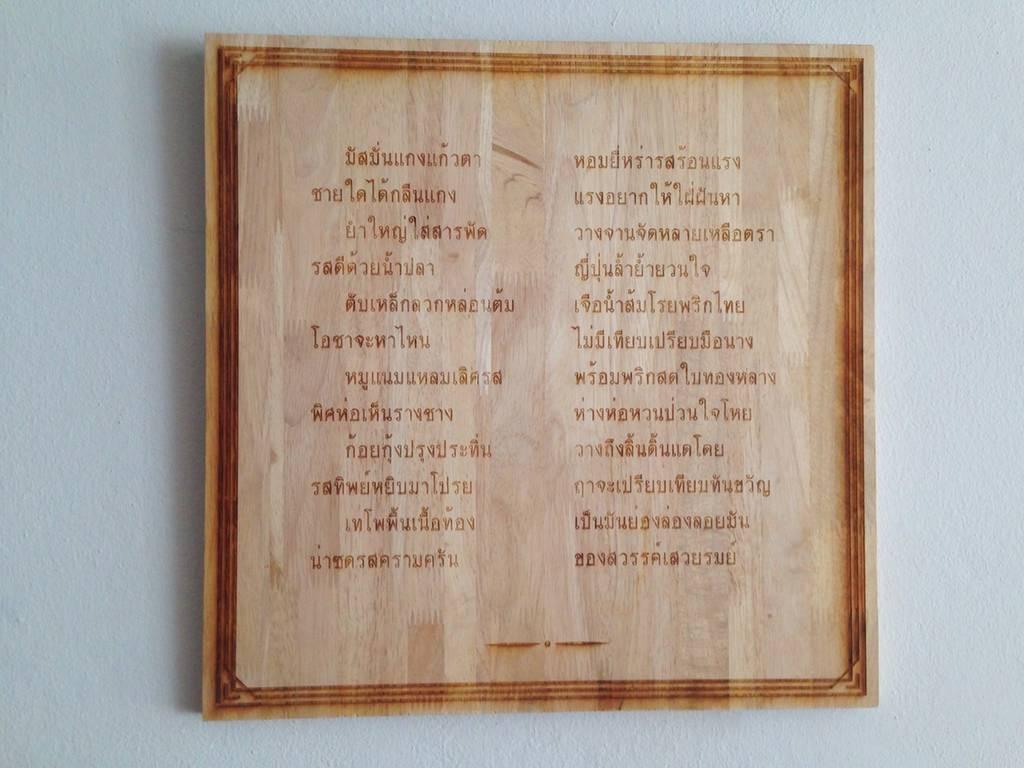 มัสมั่นแกงแก้วตา หอมยี่หร่ารสร้อนแรง
ชายใดได้กลืนแกง แรงอยากให้ใฝ่ฝันหา
ยำใหญ่ใส่สารพัด วางจานจัดหลายเหลือตรา
รสดีด้วยน้ำปลา ญี่ปุ่นล้ำย้ำยวนใจ
ตับเหล็กลวกหล่อนต้ม เจือน้ำส้มโรยพริกไทย
โอชาจะหาไหน ไม่มีเทียบเปรียบมือนาง
หมูแนมแหลมเลิศรส พร้อมพริกสดใบทองหลาง
พิศห่อเห็นรางชาง ห่างห่อหวนป่วนใจโหย
ก้อยกุ้งปรุงประทิ่น วางถึงลิ้นดิ้นแดโดย
รสทิพย์หยิบมาโปรย ฤาจะเปรียบเทียบทันขวัญ
เทโพพื้นเนื้อท้อง เป็นมันย่องล่องลอยมัน
น่าซดรสครามครัน ของสวรรค์เสวยรมย์